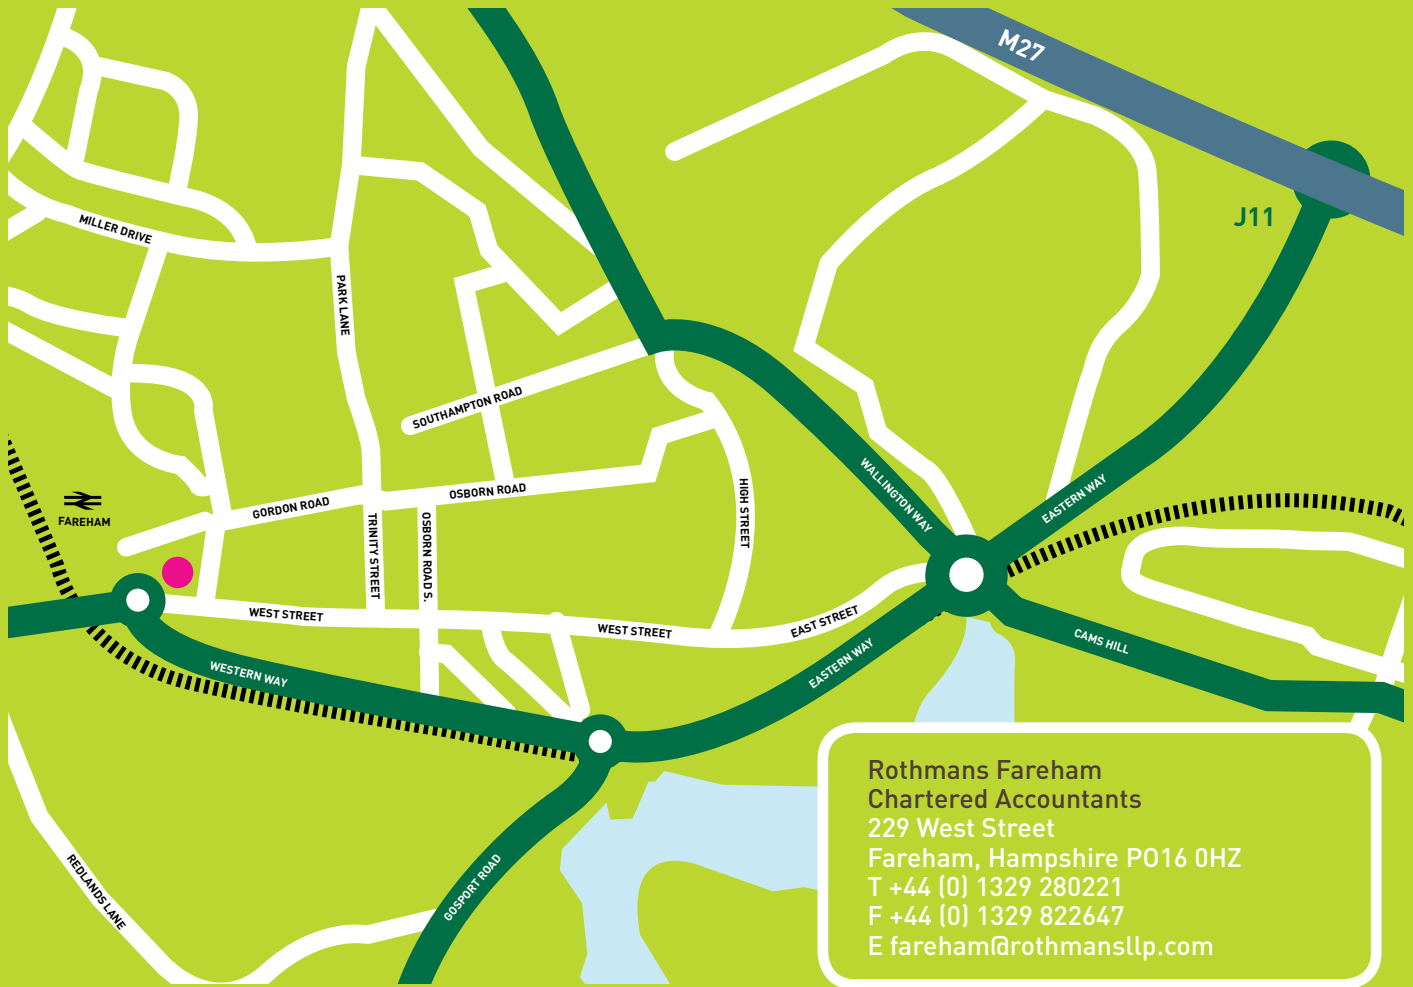 M27
J11
MILLER DRIVE
PARK LANE
SOUTHAMPTON ROAD
WALLINGTON WAY
EASTERN WAY
HIGH STREET
OSBORN ROAD
GORDON ROAD
FAREHAM
TRINITY STREET
OSBORN ROAD S.
WEST STREET
WEST STREET
EAST STREET
EASTERN WAY
CAMS HILL
WESTERN WAY
REDLANDS LANE
GOSPORT ROAD
Rothmans Fareham
Chartered Accountants
229 West Street
Fareham, Hampshire PO16 0HZ
T +44 (0) 1329 280221
F +44 (0) 1329 822647
E fareham@rothmansllp.com